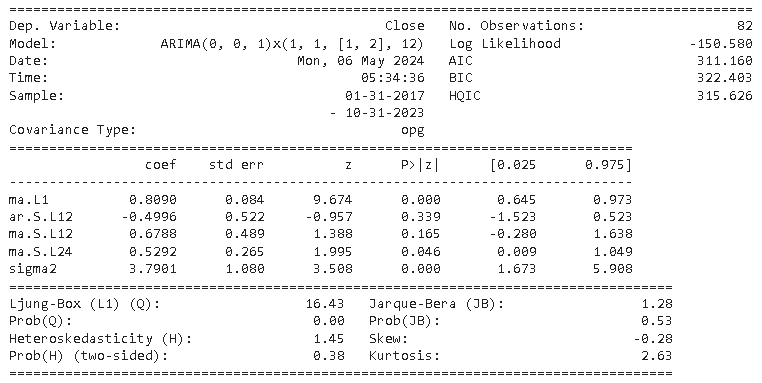 ==============================================================================================
Dep. Variable:                              Close   No. Observations:                   82
Model:             ARIMA(0, 0, 1)x(1, 1, [1, 2], 12)   Log Likelihood                -150.580
Date:                            Mon, 06 May 2024   AIC                            311.160
Time:                                    05:34:36   BIC                            322.403
Sample:                                01-31-2017   HQIC                           315.626
                                     - 10-31-2023
Covariance Type:                              opg
==============================================================================
                 coef    std err          z      P>|z|      [0.025      0.975]
------------------------------------------------------------------------------
ma.L1          0.8090      0.084      9.674      0.000       0.645       0.973
ar.S.L12      -0.4996      0.522     -0.957      0.339      -1.523       0.523
ma.S.L12       0.6788      0.489      1.388      0.165      -0.280       1.638
ma.S.L24       0.5292      0.265      1.995      0.046       0.009       1.049
sigma2         3.7901      1.080      3.508      0.000       1.673       5.908
===================================================================================
Ljung-Box (L1) (Q):                  16.43   Jarque-Bera (JB):                 1.28
Prob(Q):                              0.00   Prob(JB):                         0.53
Heteroskedasticity (H):               1.45   Skew:                            -0.28
Prob(H) (two-sided):                  0.38   Kurtosis:                         2.63
===================================================================================